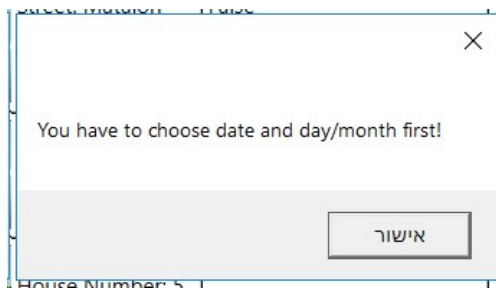 You have to choose date and day/month first!
אישור
House Number: 5